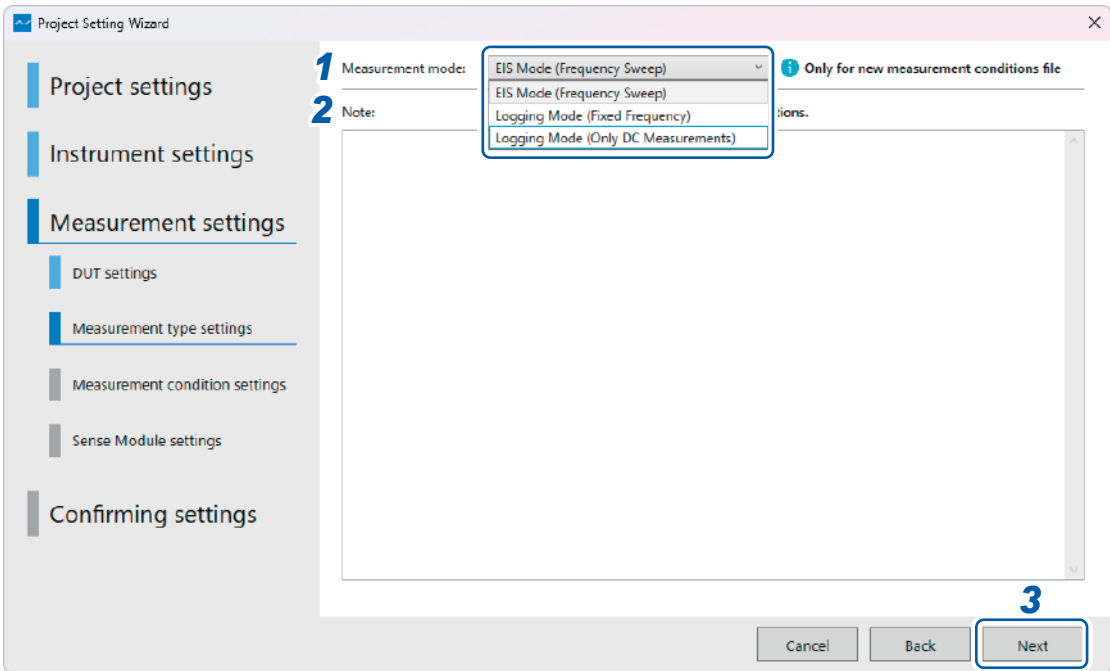 Project Setting Wizard
Project settings
Instrument settings
Measurement settings
DUT settings
Measurement type settings
Measurement condition settings
Sense Module settings
Confirming settings
1 Measurement mode: EIS Mode (Frequency Sweep) Only for new measurement conditions file
EIS Mode (Frequency Sweep)
Logging Mode (Fixed Frequency)
Logging Mode (Only DC Measurements)
2 Note: tions.
3
Cancel Back Next